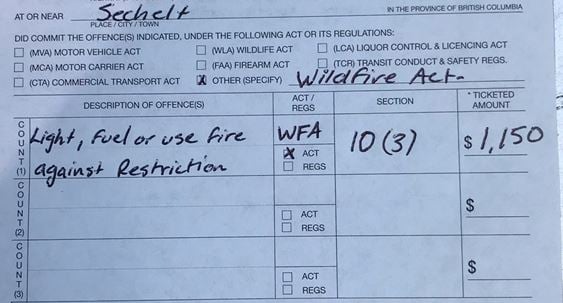 AT OR NEAR Sechelt IN THE PROVINCE OF BRITISH COLUMBIA
PLACE / CITY / TOWN
DID COMMIT THE OFFENCE(S) INDICATED, UNDER THE FOLLOWING ACT OR ITS REGULATIONS:
(MVA) MOTOR VEHICLE ACT (WLA) WILDLIFE ACT (LCA) LIQUOR CONTROL & LICENCING ACT
(MCA) MOTOR CARRIER ACT (FAA) FIREARM ACT (TCR) TRANSIT CONDUCT & SAFETY REGS.
(CTA) COMMERCIAL TRANSPORT ACT X OTHER (SPECIFY) Wildfire Act-
DESCRIPTION OF OFFENCE(S) ACT / REGS SECTION * TICKETED AMOUNT
COUNT (1) Light, fuel or use fire WFA 10(3) $1,150
against Restriction X ACT
REGS
COUNT (2) $
ACT
REGS
COUNT (3) $
ACT
REGS